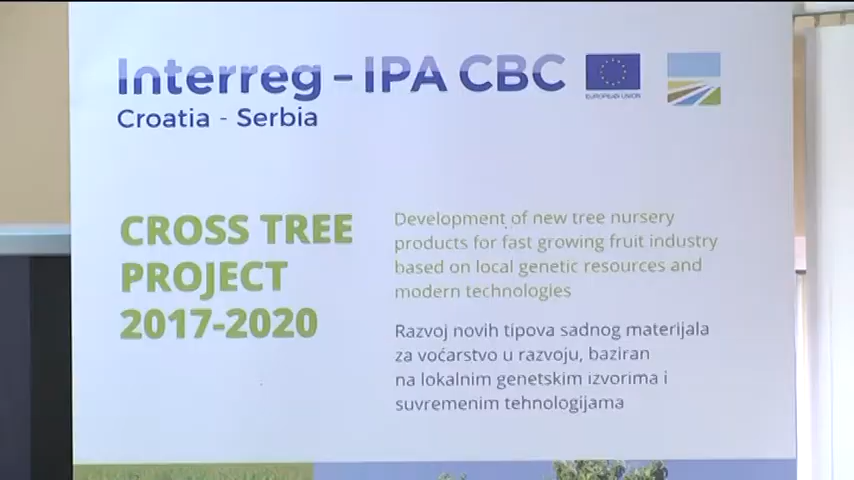 Interreg – IPA CBC
EUROPEAN UNION
Croatia - Serbia
CROSS TREE
PROJECT
2017-2020
Development of new tree nursery
products for fast growing fruit industry
based on local genetic resources and
modern technologies
Razvoj novih tipova sadnog materijala
za voćarstvo u razvoju, baziran
na lokalnim genetskim izvorima i
suvremenim tehnologijama